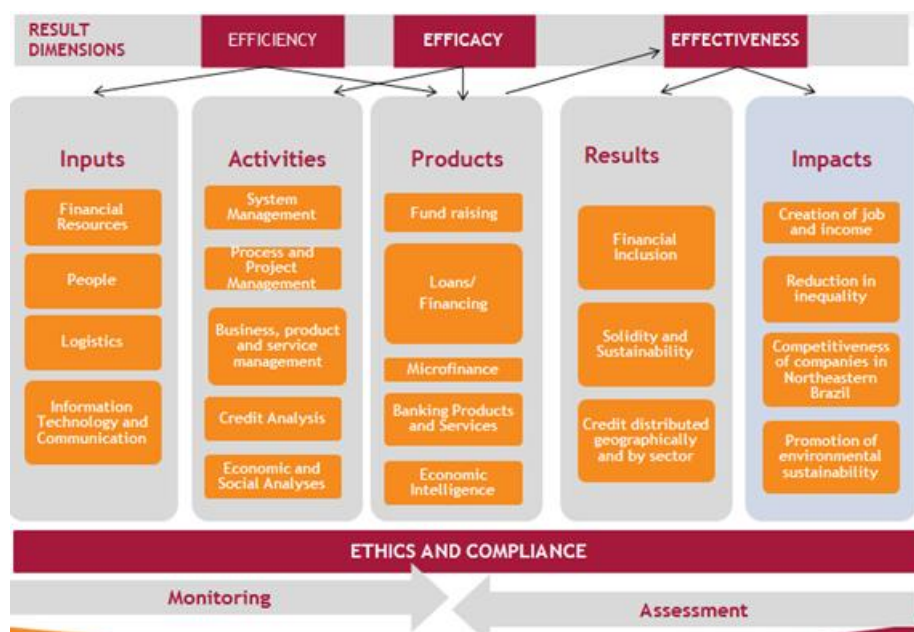 RESULT
DIMENSIONS
EFFICIENCY
EFFICACY
EFFECTIVENESS
Inputs
Financial
Resources
People
Logistics
Information
Technology and
Communication
Activities
System
Management
Process and
Project
Management
Business, product
and service
management
Credit Analysis
Economic and
Social Analyses
Products
Fund raising
Loans/
Financing
Microfinance
Banking Products
and Services
Economic
Intelligence
Results
Financial
Inclusion
Solidity and
Sustainability
Credit distributed
geographically
and by sector
Impacts
Creation of job
and income
Reduction in
inequality
Competitiveness
of companies in
Northeastern
Brazil
Promotion of
environmental
sustainability
ETHICS AND COMPLIANCE
Monitoring
Assessment